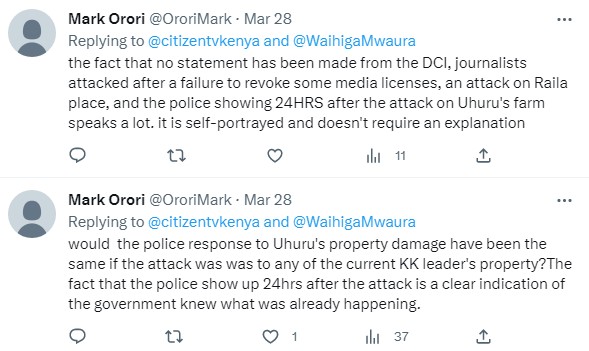 Mark Orori @OroriMark · Mar 28
Replying to @citizentvkenya and @WaihigaMwaura
the fact that no statement has been made from the DCI, journalists
attacked after a failure to revoke some media licenses, an attack on Raila
place, and the police showing 24HRS after the attack on Uhuru's farm
speaks a lot. it is self-portrayed and doesn't require an explanation
11
Mark Orori @OroriMark · Mar 28
Replying to @citizentvkenya and @WaihigaMwaura
would  the police response to Uhuru's property damage have been the
same if the attack was was to any of the current KK leader's property?The
fact that the police show up 24hrs after the attack is a clear indication of
the government knew what was already happening.
1 37